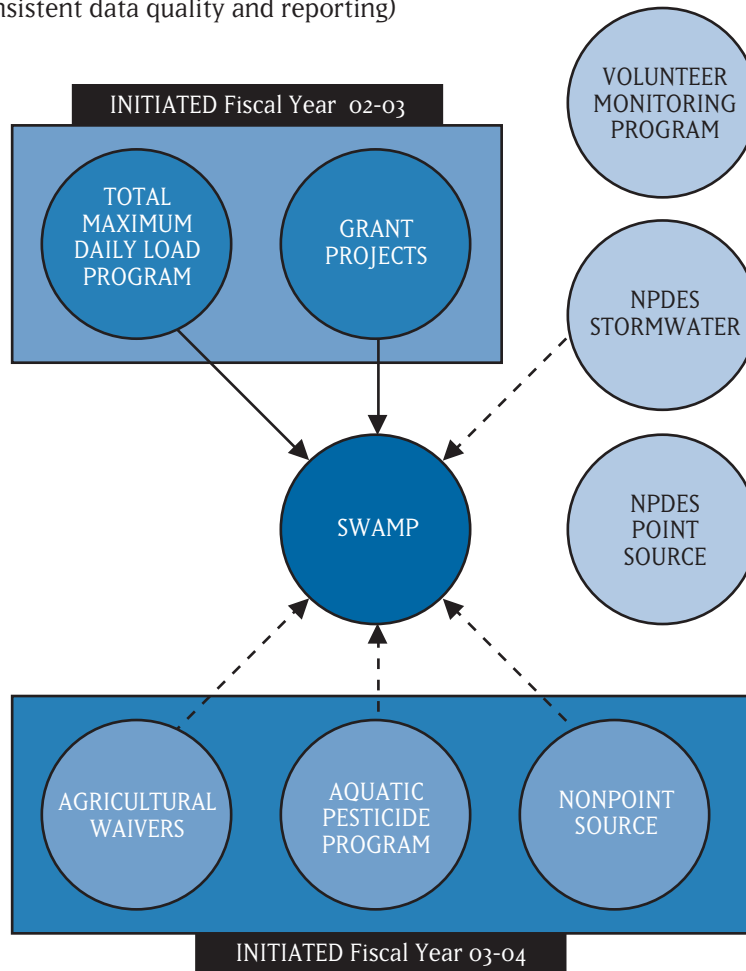 nsistent data quality and reporting)
INITIATED Fiscal Year 02-03
TOTAL
MAXIMUM
DAILY LOAD
PROGRAM
GRANT
PROJECTS
VOLUNTEER
MONITORING
PROGRAM
NPDES
STORMWATER
SWAMP
NPDES
POINT
SOURCE
AGRICULTURAL
WAIVERS
AQUATIC
PESTICIDE
PROGRAM
NONPOINT
SOURCE
INITIATED Fiscal Year 03-04